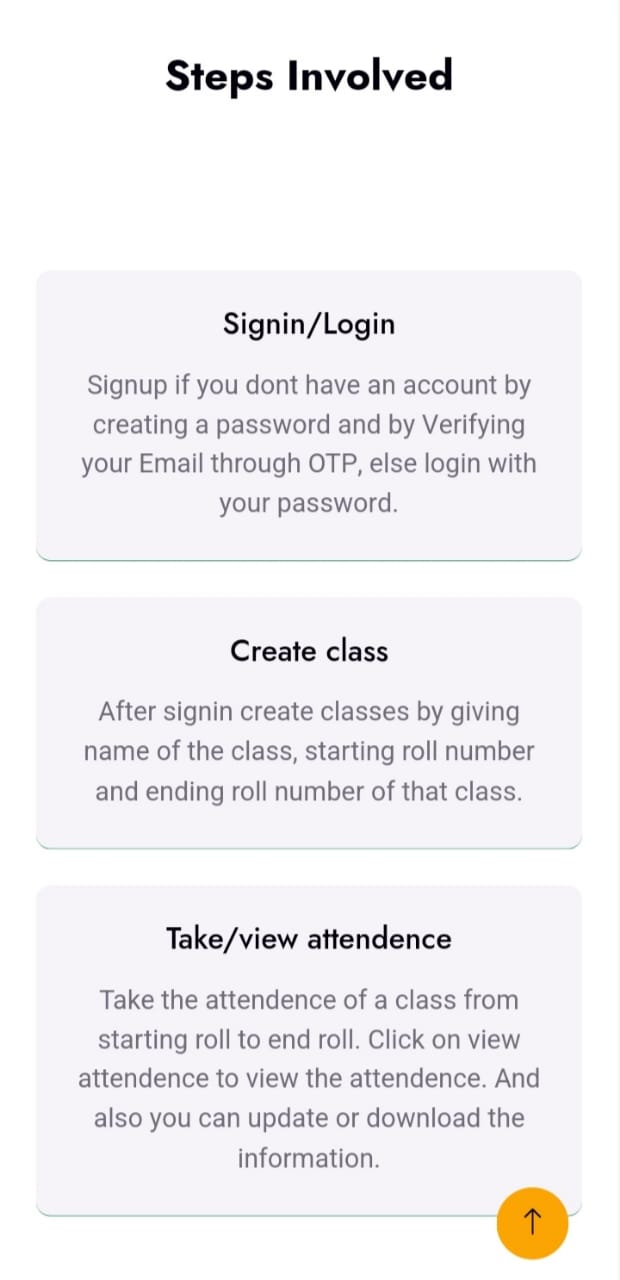 Steps Involved
Signin/Login
Signup if you dont have an account by
creating a password and by Verifying
your Email through OTP, else login with
your password.
Create class
After signin create classes by giving
name of the class, starting roll number
and ending roll number of that class.
Take/view attendence
Take the attendence of a class from
starting roll to end roll. Click on view
attendence to view the attendence. And
also you can update or download the
information.